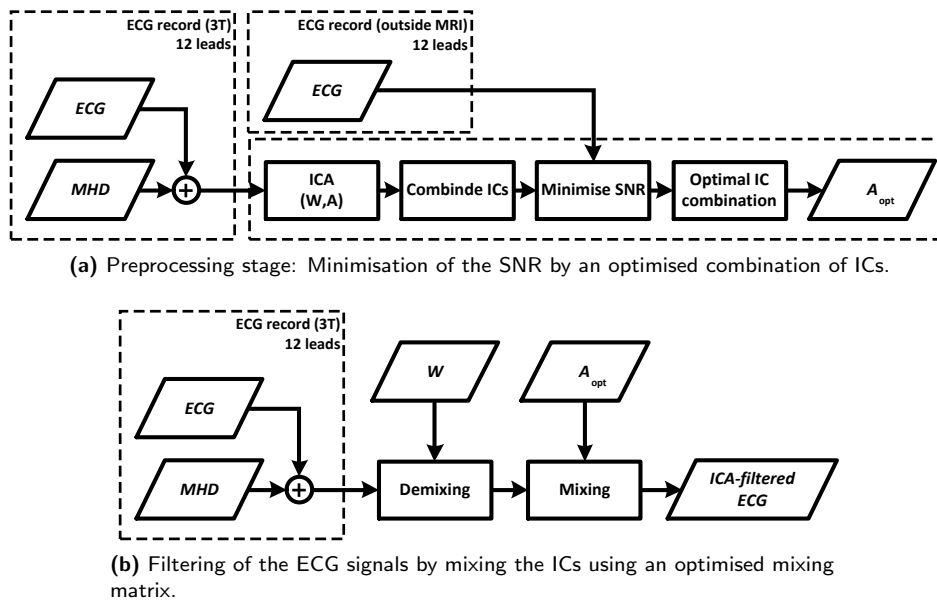 ECG record (3T)
12 leads
ECG record (outside MRI)
12 leads
ECG
ECG
MHD
+
ICA
(W,A)
Combinde ICs
Minimise SNR
Optimal IC
combination
A opt
(a) Preprocessing stage: Minimisation of the SNR by an optimised combination of ICs.
ECG record (3T)
12 leads
W
A opt
ECG
MHD
+
Demixing
Mixing
ICA-filtered
ECG
(b) Filtering of the ECG signals by mixing the ICs using an optimised mixing
matrix.